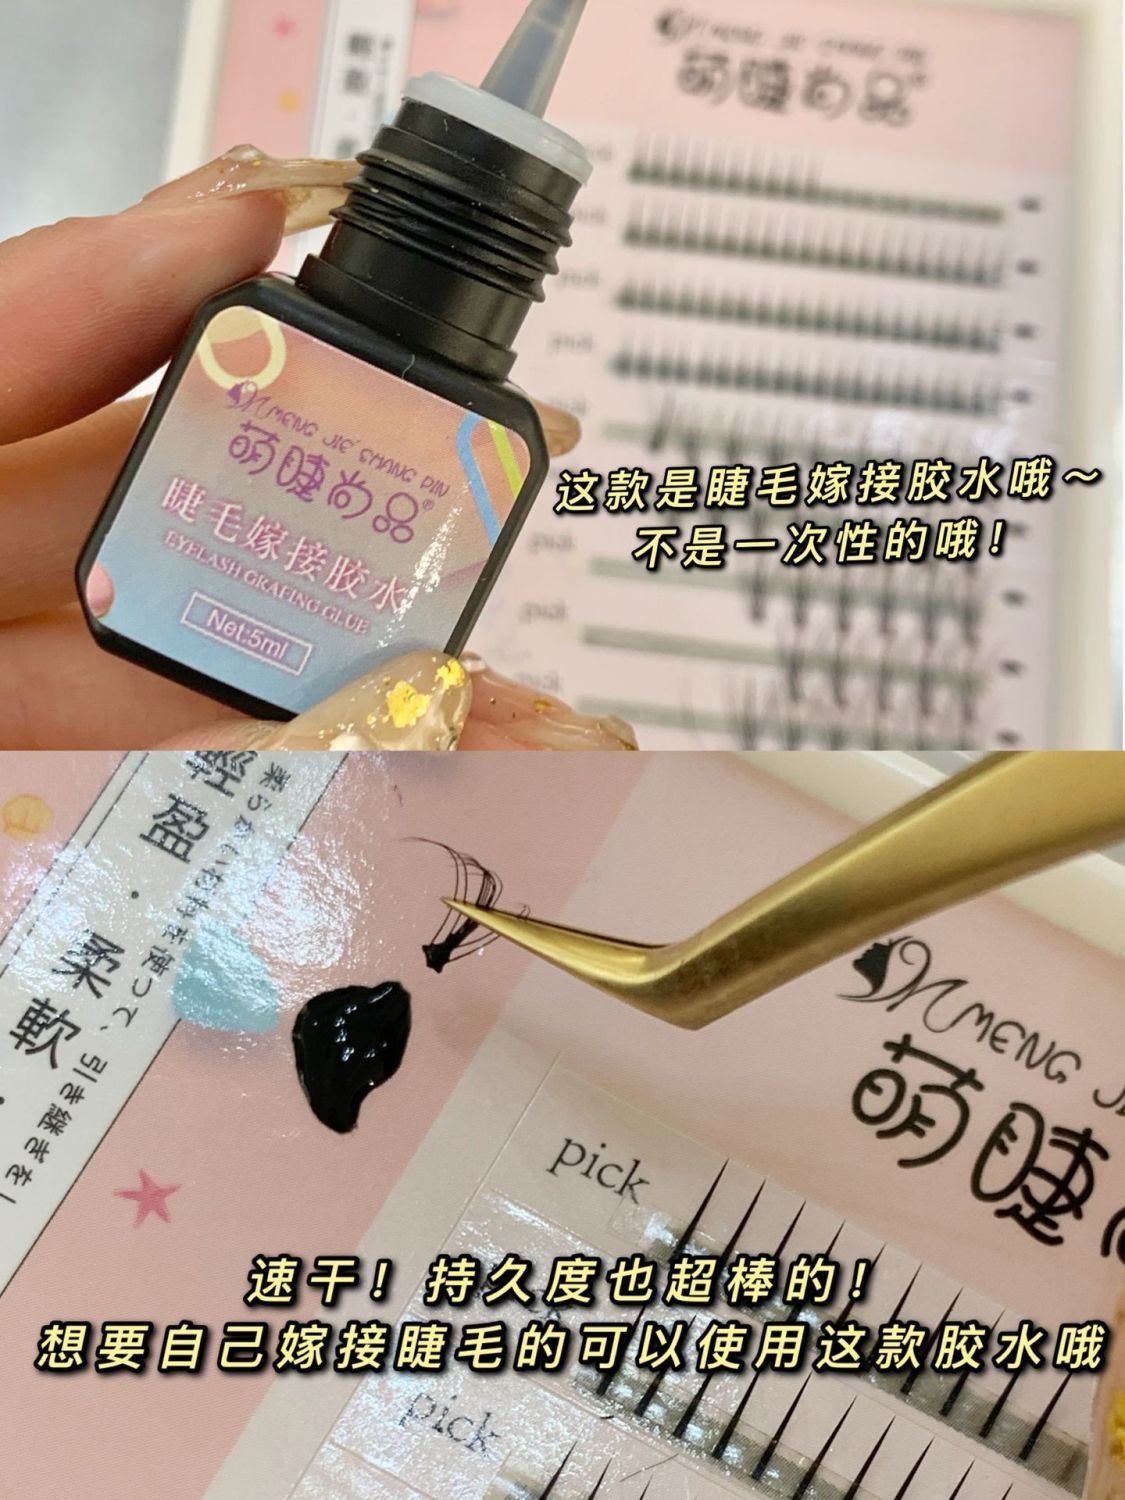 萌睫尚品®
MENG JIE SHANG PIN
萌睫尚品®
睫毛嫁接胶水
EYELASH GRAFING GLUE
Net:5ml
pick
这款是睫毛嫁接胶水哦～
不是一次性的哦！
pick
pick
輕盈·柔軟·
MENG
萌睫
pick
速干！持久度也超棒的！
想要自己嫁接睫毛的可以使用这款胶水哦
pick